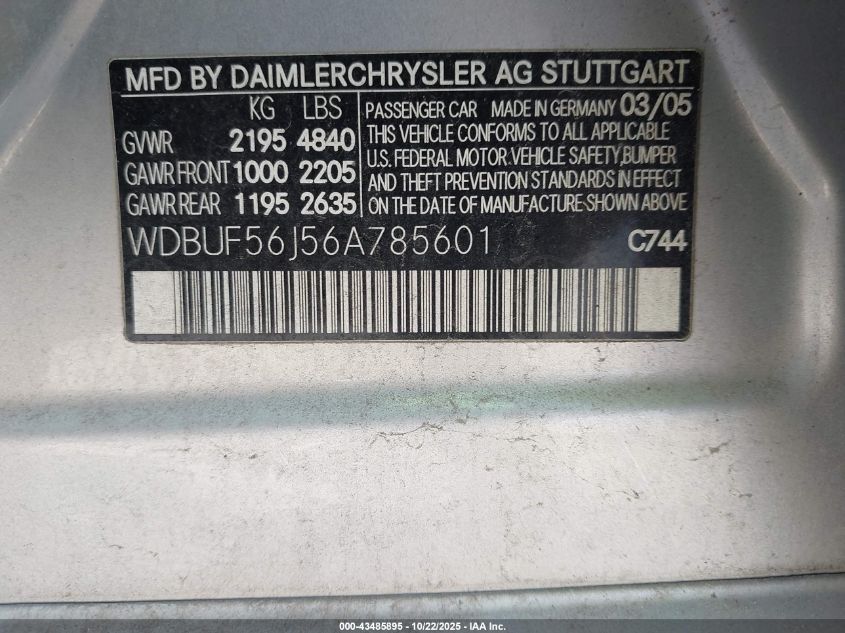 MFD BY DAIMLERCHRYSLER AG STUTTGART
KG LBS
GVWR 2195 4840
GAWR FRONT 1000 2205
GAWR REAR 1195 2635
PASSENGER CAR MADE IN GERMANY 03/05
THIS VEHICLE CONFORMS TO ALL APPLICABLE
U.S. FEDERAL MOTOR VEHICLE SAFETY,BUMPER
AND THEFT PREVENTION STANDARDS IN EFFECT
ON THE DATE OF MANUFACTURE SHOWN ABOVE
WDBUF56J56A785601 C744
000-43485895 - 10/22/2025 - IAA Inc.